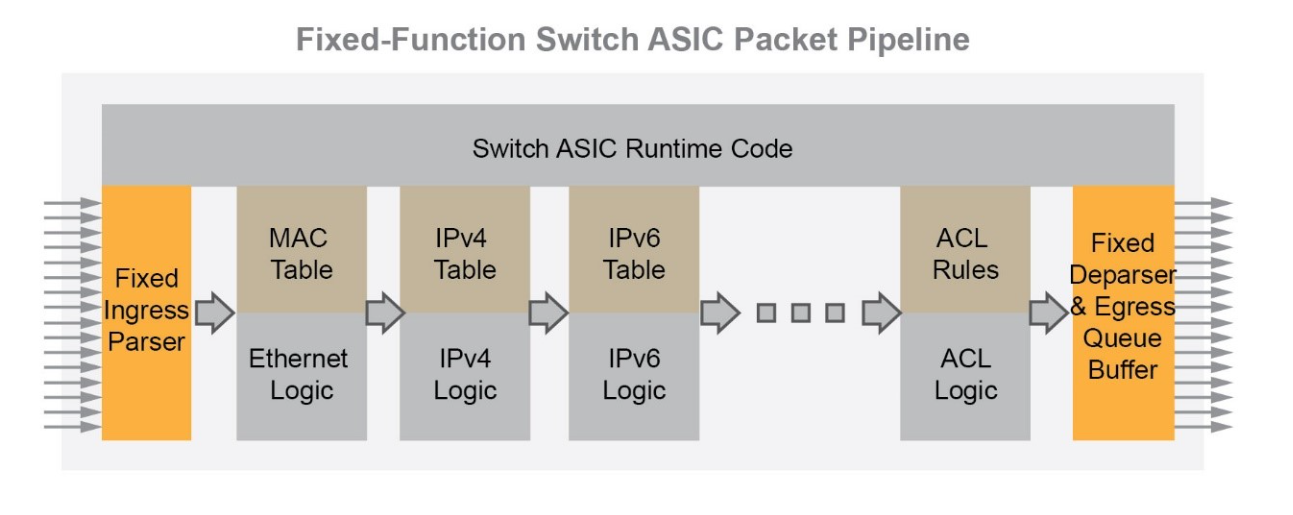 Fixed-Function Switch ASIC Packet Pipeline
Switch ASIC Runtime Code
Fixed
Ingress
Parser
MAC
Table
Ethernet
Logic
IPv4
Table
IPv4
Logic
IPv6
Table
IPv6
Logic
ACL
Rules
ACL
Logic
Fixed
Deparser
& Egress
Queue
Buffer